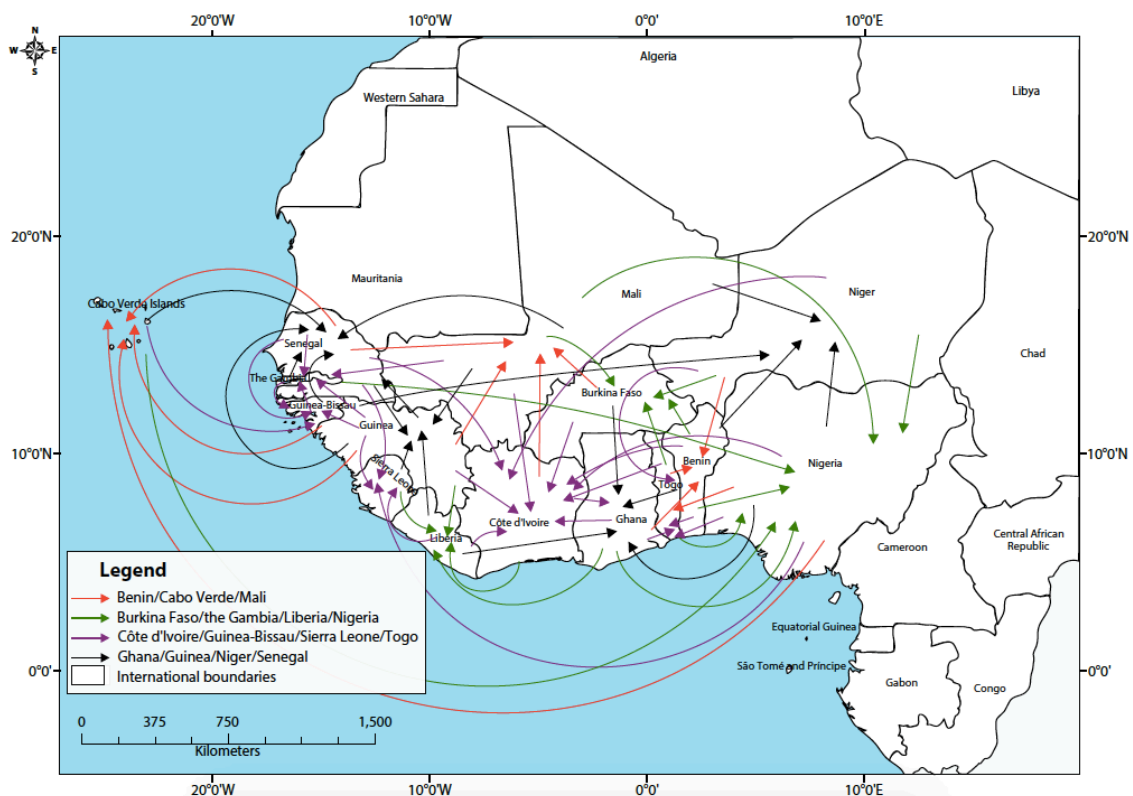 20°0'W
10°0'W
0°0'
10°0'E
N
W E
S
Algeria
Libya
Western Sahara
20°0'N
20°0'N
Mauritania
Mali
Niger
Cabo Verde Islands
Senegal
Chad
The Gambia
Burkina Faso
Guinea-Bissau
Guinea
10°0'N
10°0'N
Sierra Leone
Benin
Nigeria
Togo
Côte d'Ivoire
Ghana
Liberia
Central African
Republic
Cameroon
Legend
Benin/Cabo Verde/Mali
Burkina Faso/the Gambia/Liberia/Nigeria
Côte d'Ivoire/Guinea-Bissau/Sierra Leone/Togo
Ghana/Guinea/Niger/Senegal
International boundaries
Equatorial Guinea
São Tomé and Príncipe
0°0'
0°0'
Gabon
Congo
0 375 750 1,500
Kilometers
20°0'W
10°0'W
0°0'
10°0'E